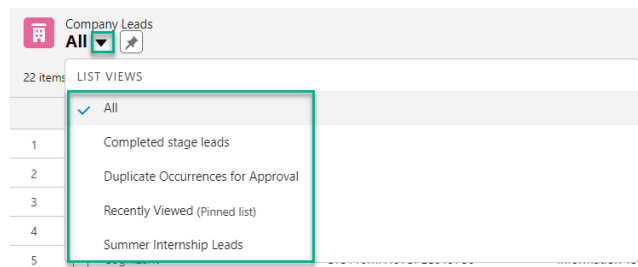 Company Leads
All
22 items
LIST VIEWS
All
1
Completed stage leads
2
Duplicate Occurrences for Approval
3
Recently Viewed (Pinned list)
4
Summer Internship Leads
5